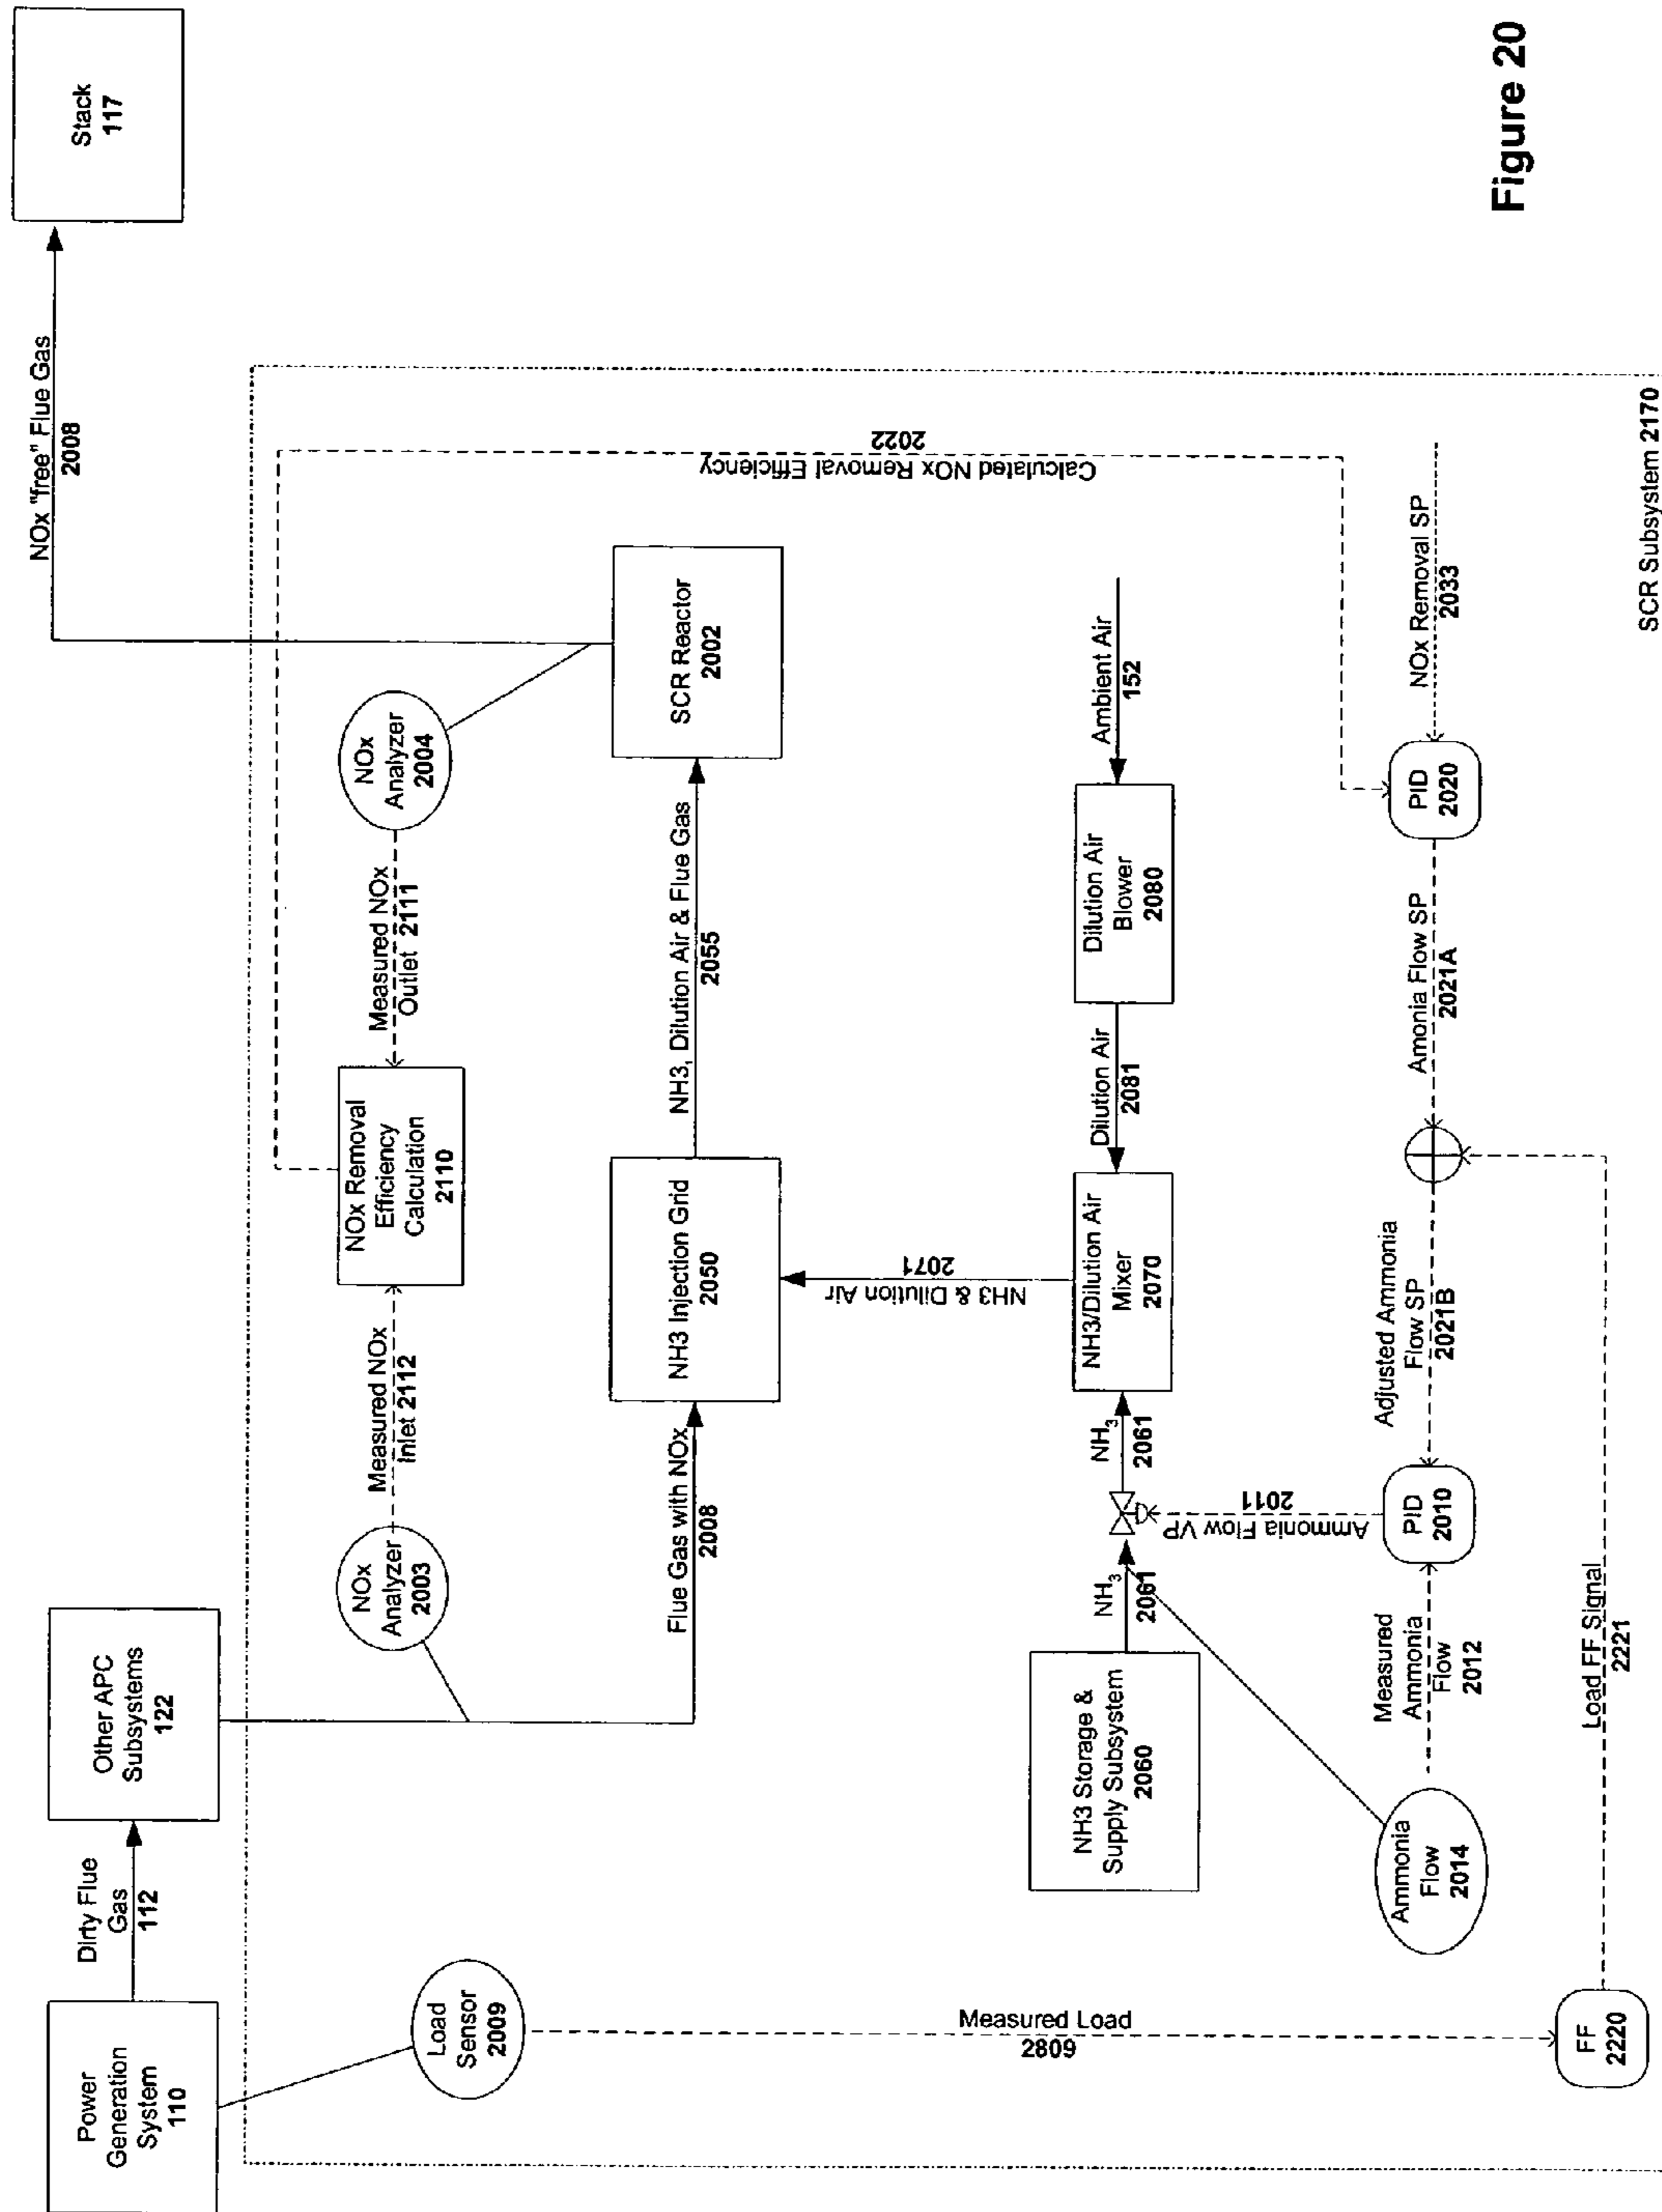 Power
Generation
System
110
Dirty Flue
Gas
112
Other APC
Subsystems
122
NOx "free" Flue Gas
2008
Stack
117
Load
Sensor
2009
NOx
Analyzer
2003
Measured NOx
Inlet 2112
NOx Removal
Efficiency
Calculation
2110
Measured NOx
Outlet 2111
NOx
Analyzer
2004
Calculated NOx Removal Efficiency
2022
Flue Gas with NOx
2008
NH3 Injection Grid
2050
NH3, Dilution Air & Flue Gas
2055
SCR Reactor
2002
NH3 & Dilution Air
2071
Measured Load
2809
NH3 Storage &
Supply Subsystem
2060
NH3
2061
NH3
2061
NH3/Dilution Air
Mixer
2070
Dilution Air
2081
Dilution Air
Blower
2080
Ambient Air
152
Ammonia Flow VP
2011
Ammonia
Flow
2014
Measured
Ammonia
Flow
2012
PID
2010
Adjusted Ammonia
Flow SP
2021B
Amonia Flow SP
2021A
PID
2020
NOx Removal SP
2033
FF
2220
Load FF Signal
2221
SCR Subsystem 2170
Figure 20